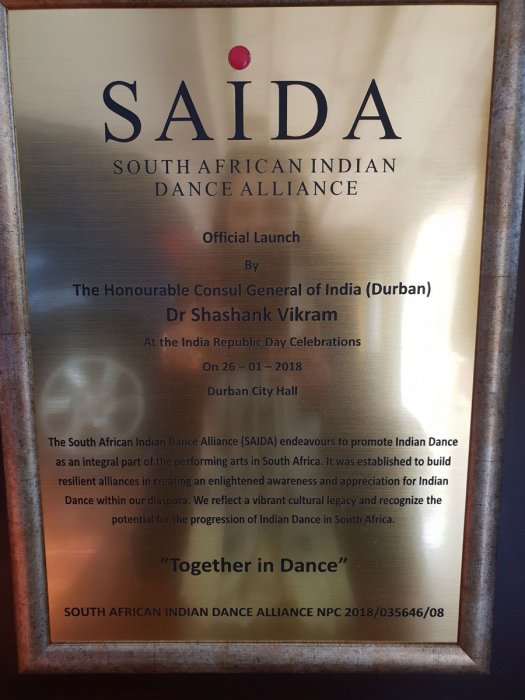 SAIDA
SOUTH AFRICAN INDIAN
DANCE ALLIANCE
Official Launch
By
The Honourable Consul General of India (Durban)
Dr Shashank Vikram
At the India Republic Day Celebrations
On 26 – 01 – 2018
Durban City Hall
The South African Indian Dance Alliance (SAIDA) endeavours to promote Indian Dance
as an integral part of the performing arts in South Africa. It was established to build
resilient alliances in creating an enlightened awareness and appreciation for Indian
Dance within our diaspora. We reflect a vibrant cultural legacy and recognize the
potential for the progression of Indian Dance in South Africa.
“Together in Dance”
SOUTH AFRICAN INDIAN DANCE ALLIANCE NPC 2018/035646/08